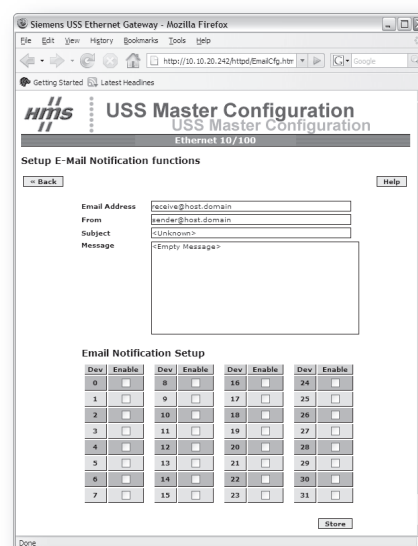 Siemens USS Ethernet Gateway - Mozilla Firefox
File Edit View History Bookmarks Tools Help
http://10.10.20.242/httpd/EmailCfg.htm
G Google
Getting Started Latest Headlines
HMS
USS Master Configuration
USS Master Configuration
Ethernet 10/100
Setup E-Mail Notification functions
« Back Help
Email Address receive@host.domain
From sender@host.domain
Subject <Unknown>
Message <Empty Message>
Email Notification Setup
Dev Enable Dev Enable Dev Enable Dev Enable
0 8 16 24
1 9 17 25
2 10 18 26
3 11 19 27
4 12 20 28
5 13 21 29
6 14 22 30
7 15 23 31
Store
Done